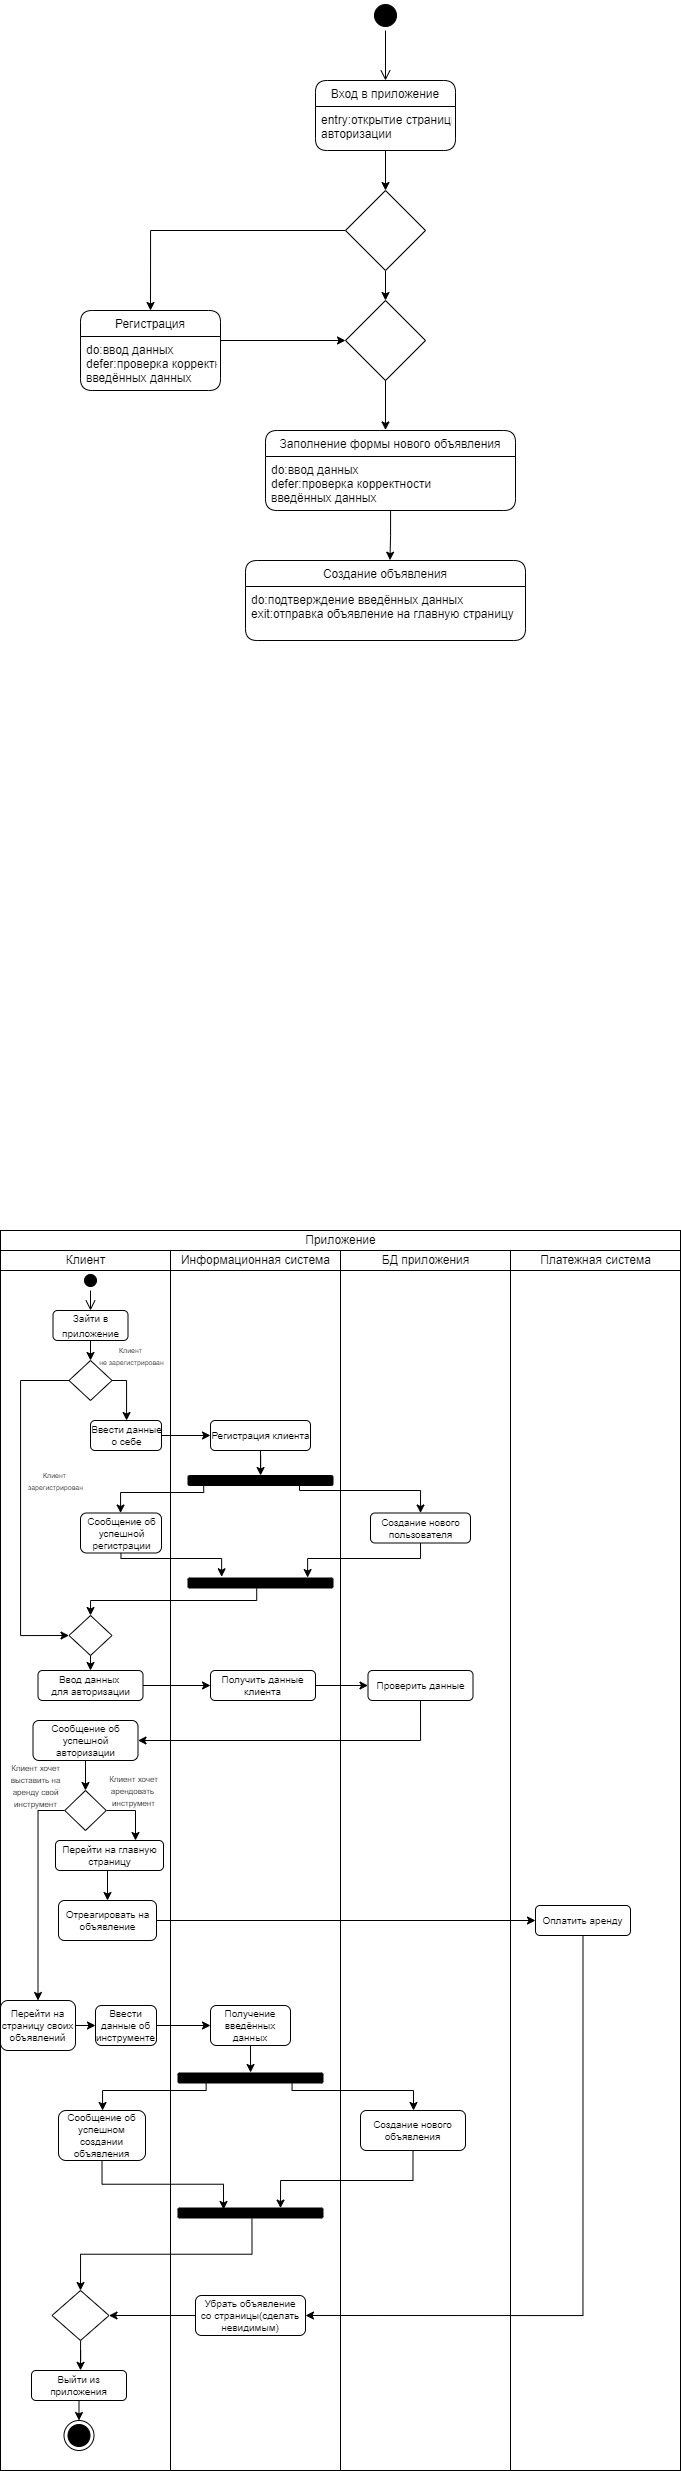 Вход в приложение
entry:открытие страниц
авторизации
Регистрация
do:ввод данных
defer:проверка коррект
введённых данных
Заполнение формы нового объявления
do:ввод данных
defer:проверка корректности
введённых данных
Создание объявления
do:подтверждение введённых данных
exit:отправка объявление на главную страницу
Приложение
Клиент
Информационная система
БД приложения
Платежная система
Зайти в
приложение
Клиент
не зарегистрирован
Ввести данные
о себе
Регистрация клиента
Клиент
зарегистрирован
Сообщение об
успешной
регистрации
Создание нового
пользователя
Ввод данных
для авторизации
Получить данные
клиента
Проверить данные
Сообщение об
успешной
авторизации
Клиент хочет
выставить на
аренду свой
инструмент
Клиент хочет
арендовать
инструмент
Перейти на главную
страницу
Отреагировать на
объявление
Оплатить аренду
Перейти на
страницу своих
объявлений
Ввести
данные об
инструменте
Получение
введённых
данных
Сообщение об
успешном
создании
объявления
Создание нового
объявления
Убрать объявление
со страницы(сделать
невидимым)
Выйти из
приложения